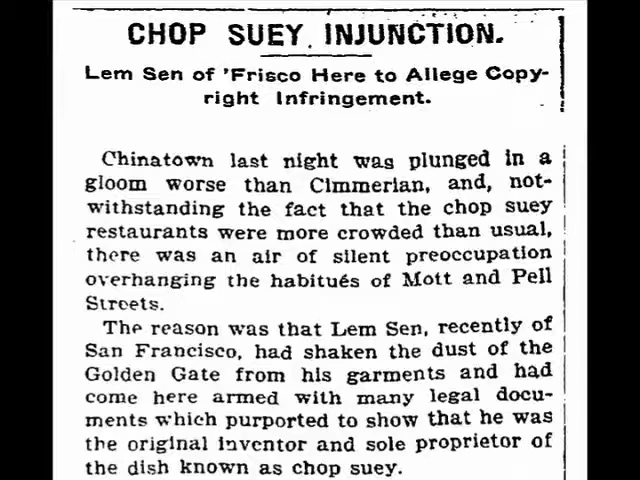 CHOP SUEY INJUNCTION.
Lem Sen of 'Frisco Here to Allege Copy-
right Infringement.
Chinatown last night was plunged in a
gloom worse than Cimmerian, and, not-
withstanding the fact that the chop suey
restaurants were more crowded than usual,
there was an air of silent preoccupation
overhanging the habitués of Mott and Pell
Streets.
The reason was that Lem Sen, recently of
San Francisco, had shaken the dust of the
Golden Gate from his garments and had
come here armed with many legal docu-
ments which purported to show that he was
the original inventor and sole proprietor of
the dish known as chop suey.